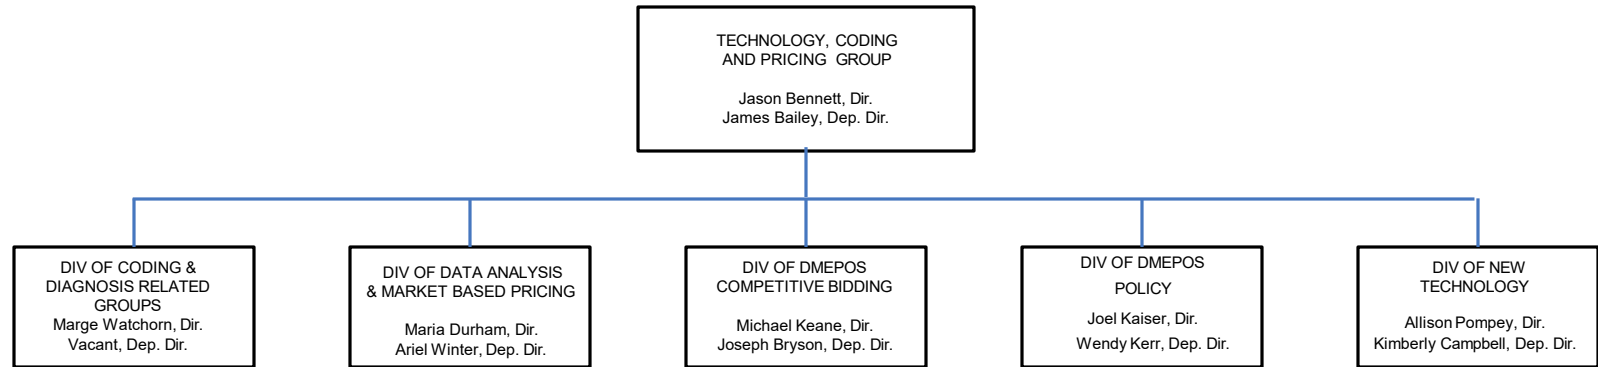 TECHNOLOGY, CODING
AND PRICING GROUP
Jason Bennett, Dir.
James Bailey, Dep. Dir.
DIV OF CODING &
DIAGNOSIS RELATED
GROUPS
Marge Watchorn, Dir.
Vacant, Dep. Dir.
DIV OF DATA ANALYSIS
& MARKET BASED PRICING
Maria Durham, Dir.
Ariel Winter, Dep. Dir.
DIV OF DMEPOS
COMPETITIVE BIDDING
Michael Keane, Dir.
Joseph Bryson, Dep. Dir.
DIV OF DMEPOS
POLICY
Joel Kaiser, Dir.
Wendy Kerr, Dep. Dir.
DIV OF NEW
TECHNOLOGY
Allison Pompey, Dir.
Kimberly Campbell, Dep. Dir.